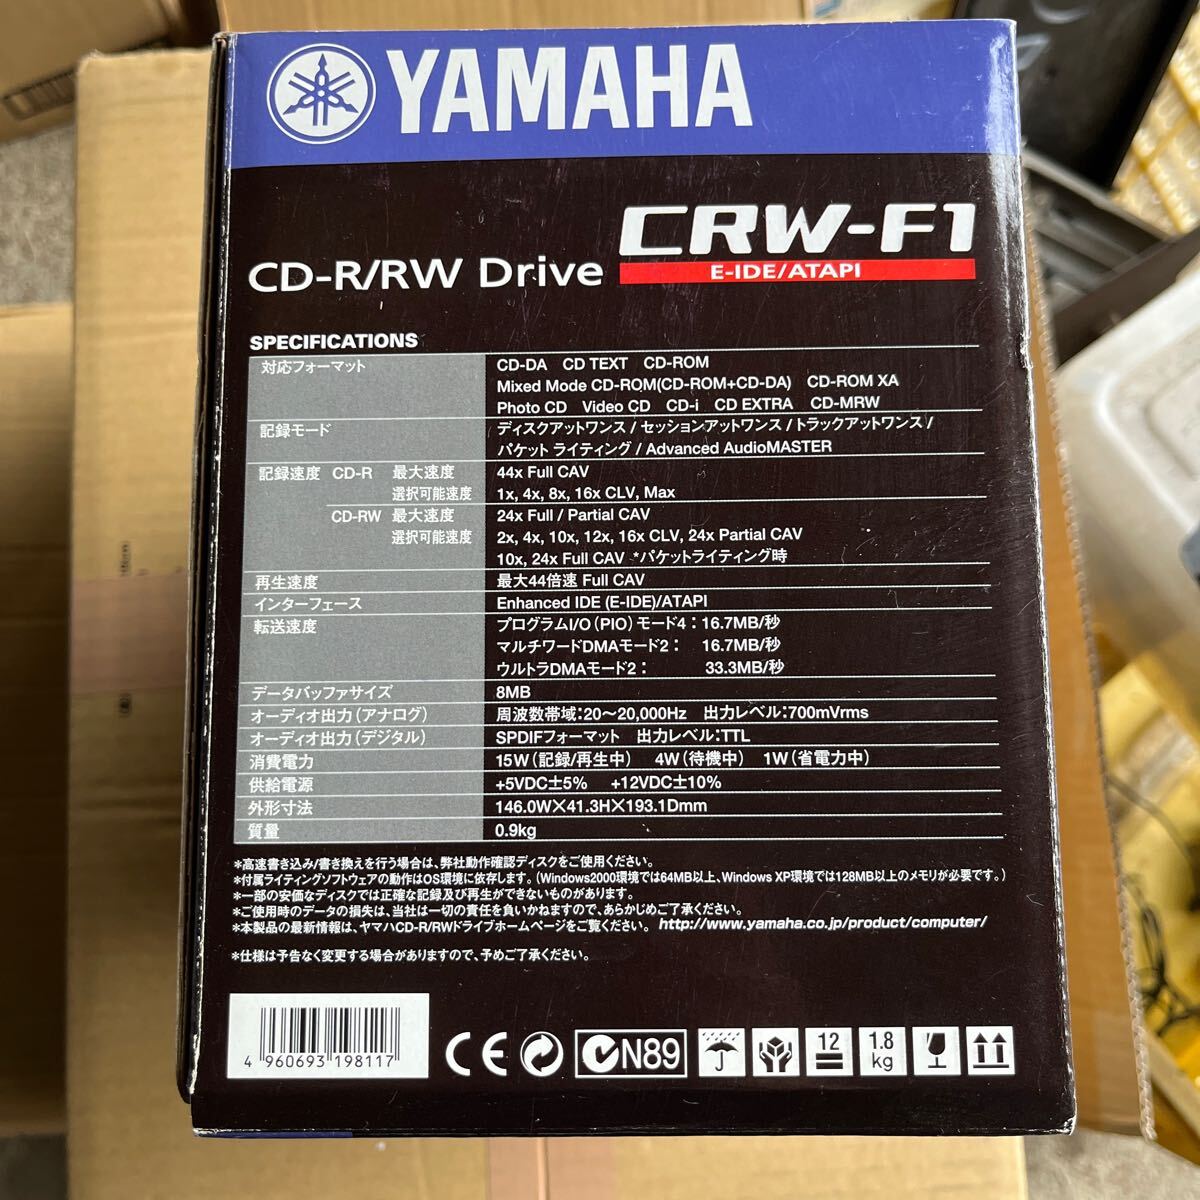 YAMAHA
CRW-F1
CD-R/RW Drive
E-IDE/ATAPI
SPECIFICATIONS
対応フォーマット CD-DA CD TEXT CD-ROM
Mixed Mode CD-ROM(CD-ROM+CD-DA) CD-ROM XA
Photo CD Video CD CD-i CD EXTRA CD-MRW
記録モード ディスクアットワンス / セッションアットワンス / トラックアットワンス /
パケット ライティング / Advanced AudioMASTER
記録速度 CD-R 最大速度 44x Full CAV
選択可能速度 1x, 4x, 8x, 16x CLV, Max
CD-RW 最大速度 24x Full / Partial CAV
選択可能速度 2x, 4x, 10x, 12x, 16x CLV, 24x Partial CAV
10x, 24x Full CAV *パケットライティング時
再生速度 最大44倍速 Full CAV
インターフェース Enhanced IDE (E-IDE)/ATAPI
転送速度 プログラムI/O(PIO)モード4：16.7MB/秒
マルチワードDMAモード2： 16.7MB/秒
ウルトラDMAモード2： 33.3MB/秒
データバッファサイズ 8MB
オーディオ出力(アナログ) 周波数帯域:20〜20,000Hz 出力レベル:700mVrms
オーディオ出力(デジタル) SPDIFフォーマット 出力レベル:TTL
消費電力 15W(記録/再生中) 4W(待機中) 1W(省電力中)
供給電源 +5VDC±5% +12VDC±10%
外形寸法 146.0W×41.3H×193.1Dmm
質量 0.9kg
*高速書き込み/書き換えを行う場合は、弊社動作確認ディスクをご使用ください。
*付属ライティングソフトウェアの動作はOS環境に依存します。(Windows2000環境では64MB以上、Windows XP環境では128MB以上のメモリが必要です。)
*一部の安価なディスクでは正確な記録及び再生ができないものがあります。
*ご使用時のデータの損失は、当社は一切の責任を負いかねますので、あらかじめご了承ください。
*本製品の最新情報は、ヤマハCD-R/RWドライブホームページをご覧ください。 http://www.yamaha.co.jp/product/computer/
*仕様は予告なく変更する場合がありますので、予めご了承ください。
4 960693 198117
CE
N89
12
1.8
kg